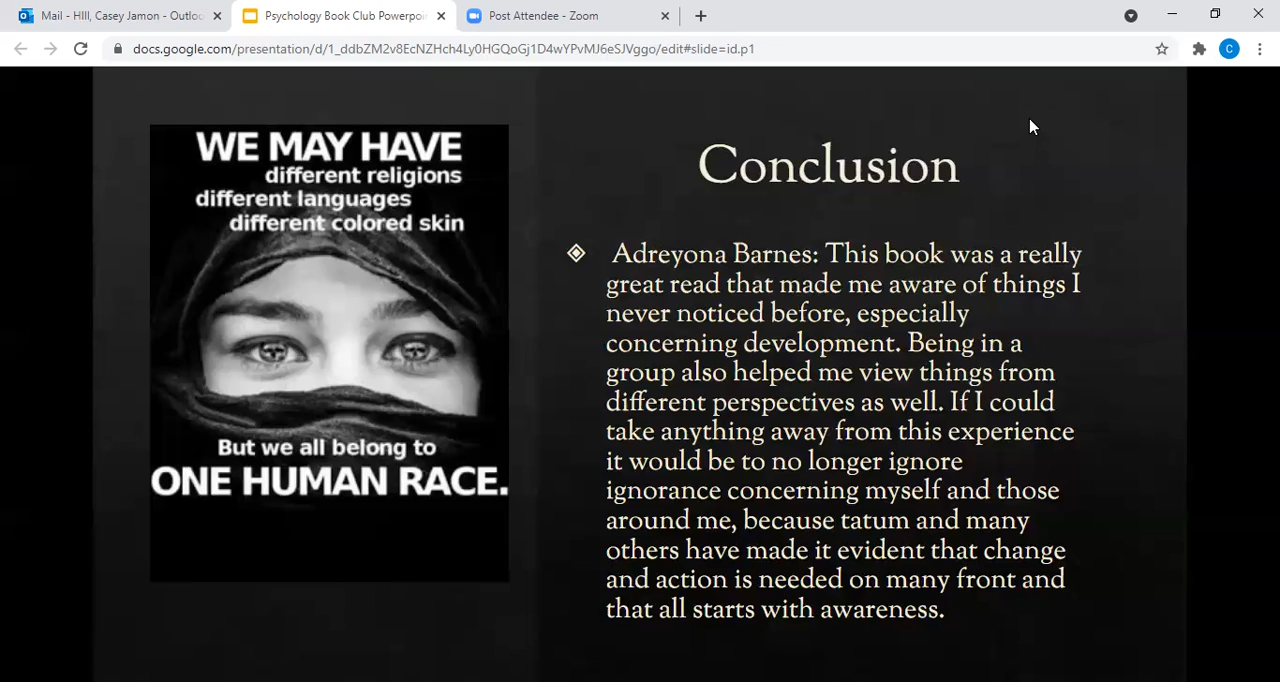 Mail - HIll, Casey Jamon - Outloo
Psychology Book Club Powerpoi
Post Attendee - Zoom
docs.google.com/presentation/d/1_ddbZM2v8EcNZHch4Ly0HGQoGj1D4wYPvMJ6eSJVggo/edit#slide=id.p1
C
WE MAY HAVE
different religions
different languages
different colored skin
But we all belong to
ONE HUMAN RACE.
Conclusion
Adreyona Barnes: This book was a really
great read that made me aware of things I
never noticed before, especially
concerning development. Being in a
group also helped me view things from
different perspectives as well. If I could
take anything away from this experience
it would be to no longer ignore
ignorance concerning myself and those
around me, because tatum and many
others have made it evident that change
and action is needed on many front and
that all starts with awareness.